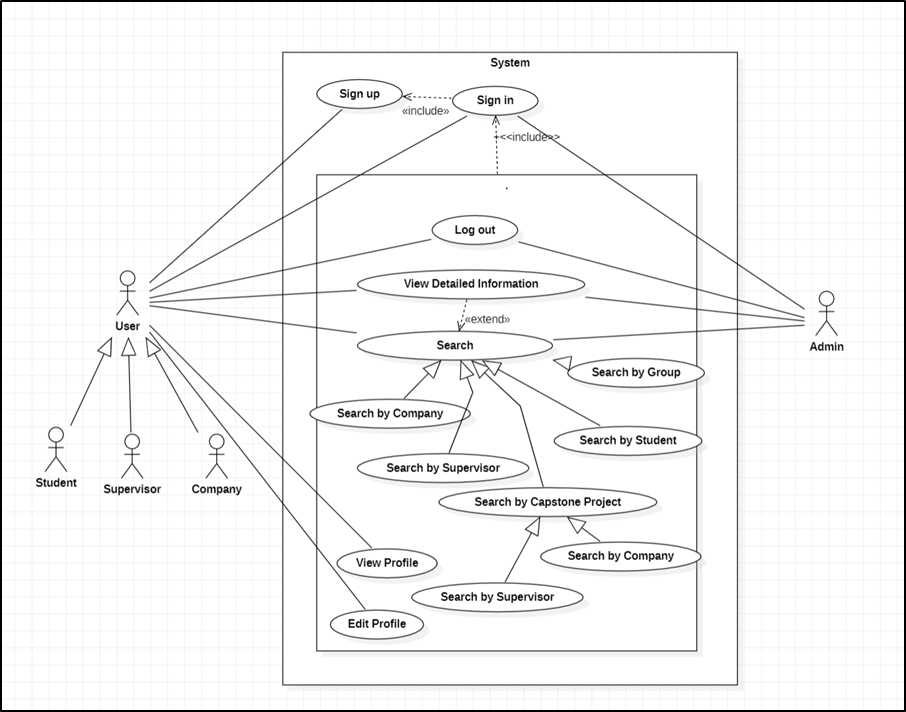 System
Sign up
Sign in
«include»
<<include>>
Log out
View Detailed Information
«extend»
User
Search
Admin
Search by Group
Search by Company
Search by Student
Search by Supervisor
Student
Supervisor
Company
Search by Capstone Project
Search by Company
View Profile
Search by Supervisor
Edit Profile